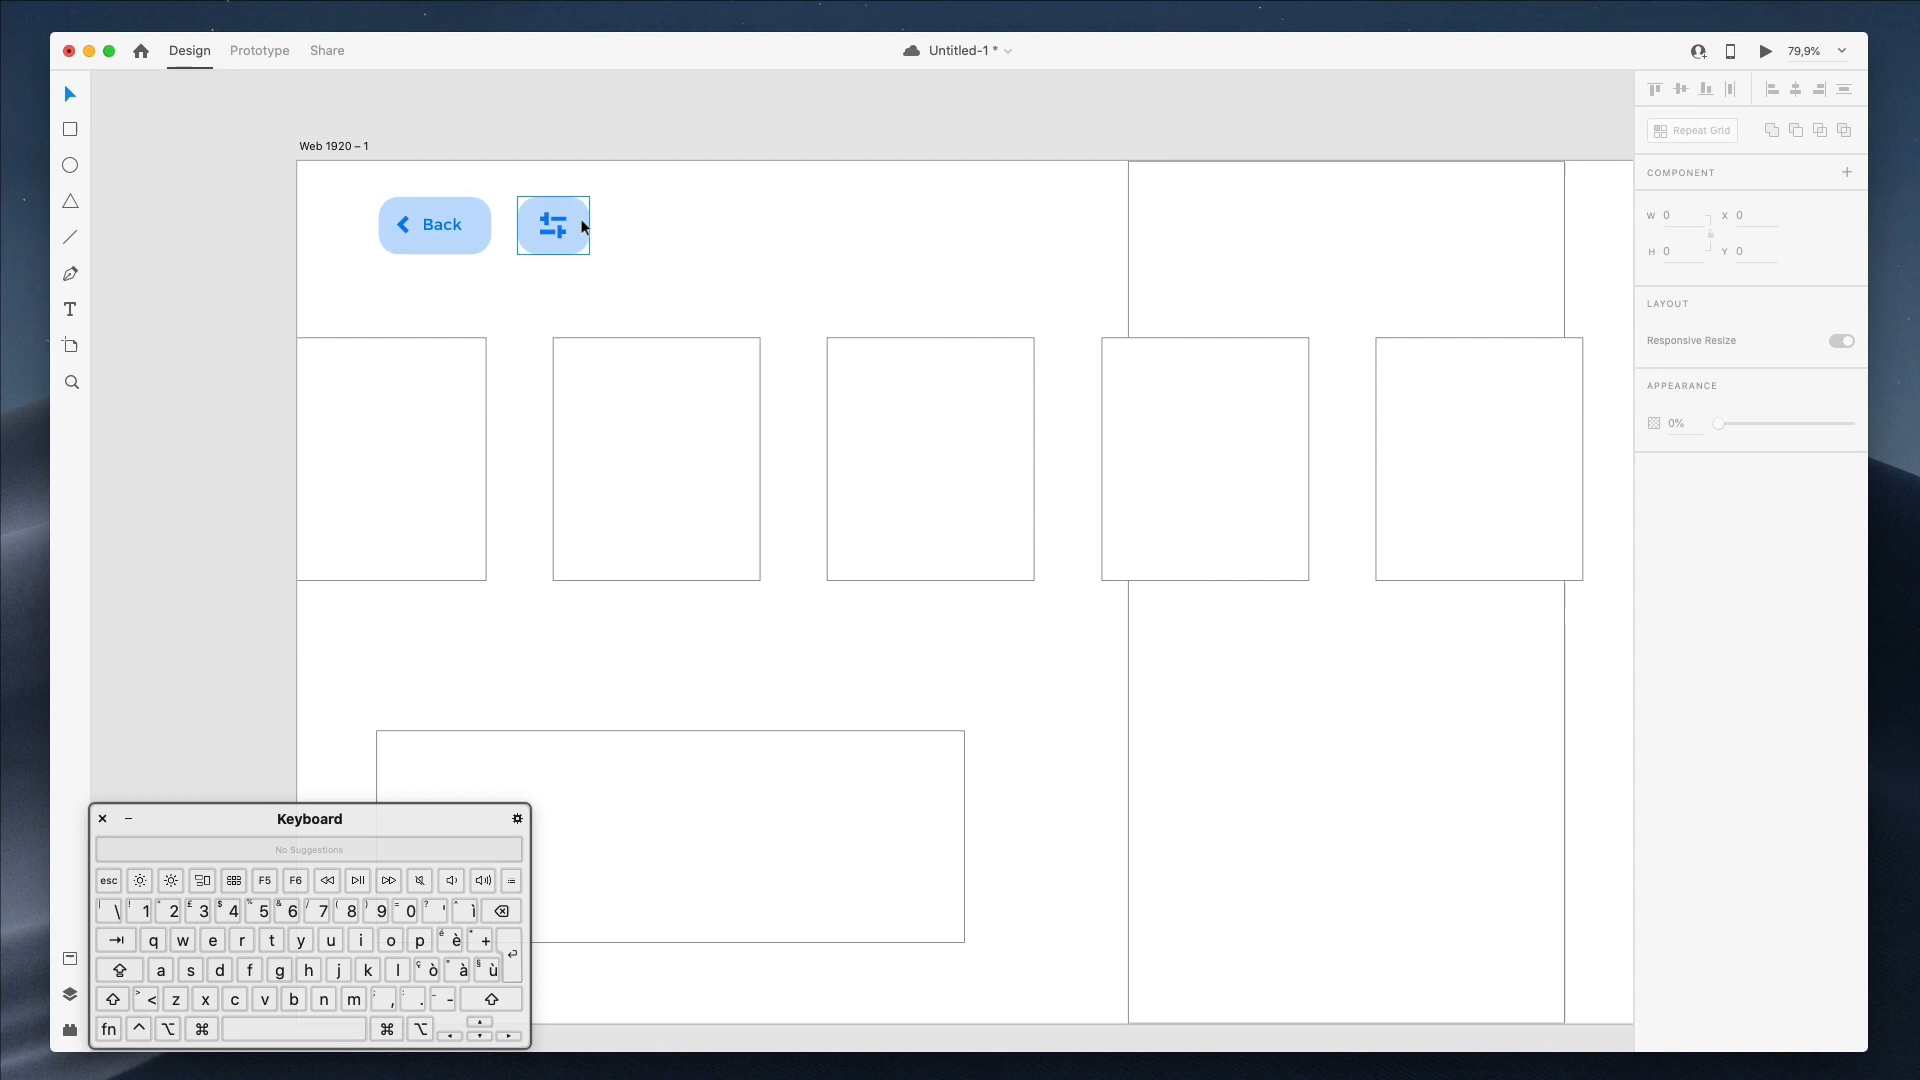 Design Prototype Share
Untitled-1 *
79,9%
Web 1920 – 1
Back
Repeat Grid
COMPONENT
W 0 X 0
H 0 Y 0
LAYOUT
Responsive Resize
APPEARANCE
0%
Keyboard
No Suggestions
esc F5 F6
| \ ! 1 " 2 £ 3 $ 4 % 5 & 6 / 7 ( 8 ) 9 = 0 ? ' ^ ì
q w e r t y u i o p é è * +
a s d f g h j k l ç ò ° à § ù
> < z x c v b n m ; , : . _ -
fn ^ ⌥ ⌘ ⌘ ⌥